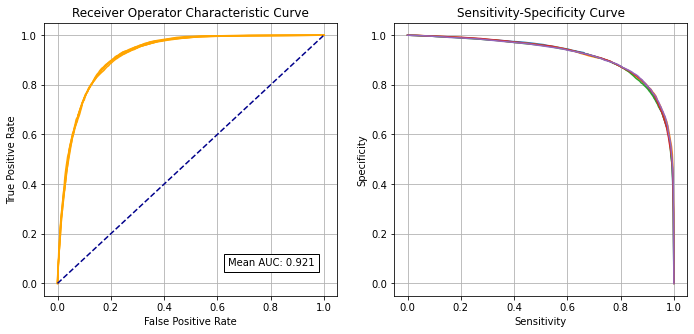 Receiver Operator Characteristic Curve
True Positive Rate
1.0
0.8
0.6
0.4
0.2
0.0
Mean AUC: 0.921
0.0 0.2 0.4 0.6 0.8 1.0
False Positive Rate
Sensitivity-Specificity Curve
Specificity
1.0
0.8
0.6
0.4
0.2
0.0
0.0 0.2 0.4 0.6 0.8 1.0
Sensitivity